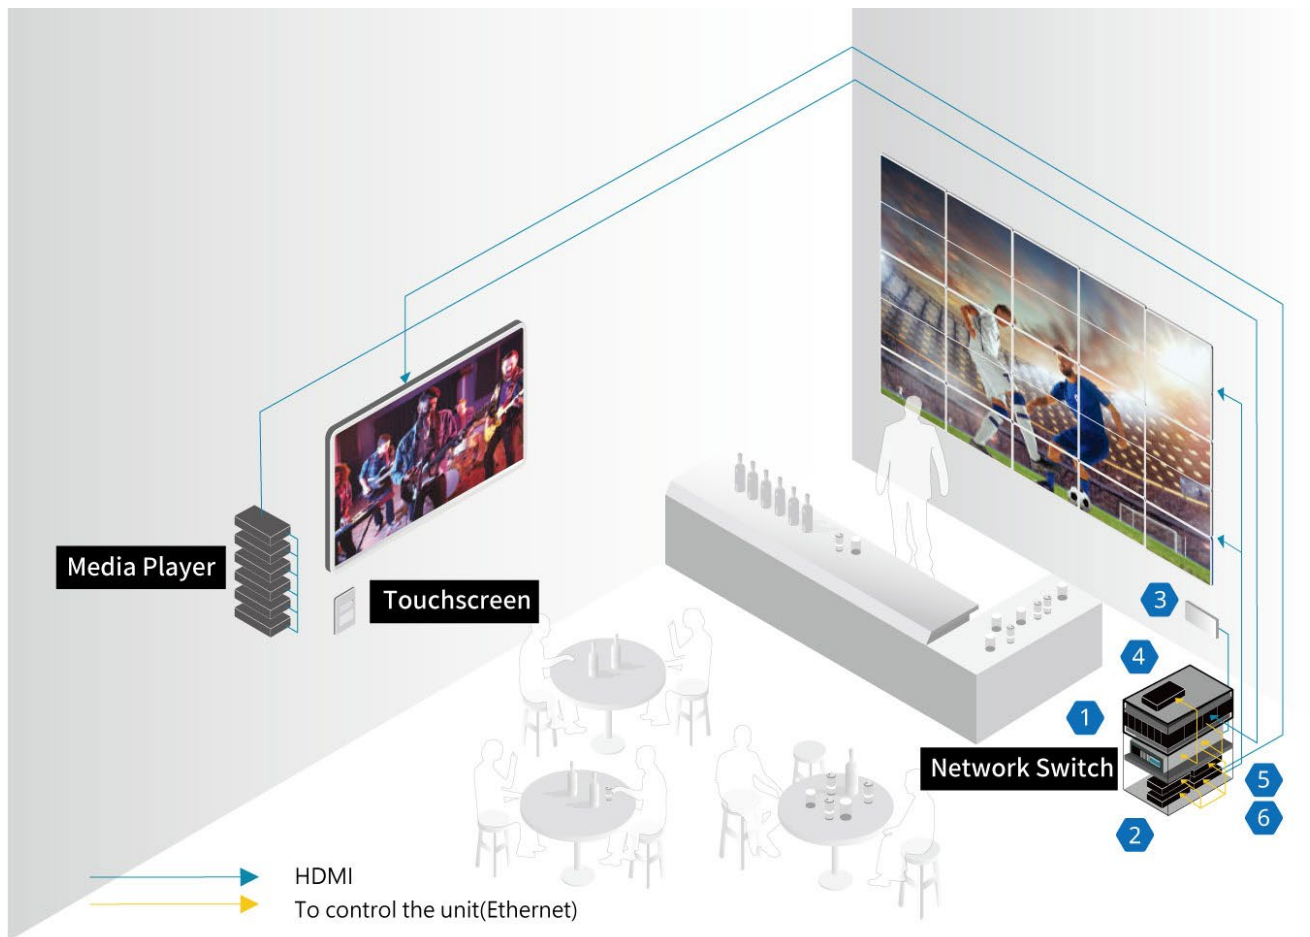 Media Player
Touchscreen
3
4
1
Network Switch
5
6
2
HDMI
To control the unit(Ethernet)